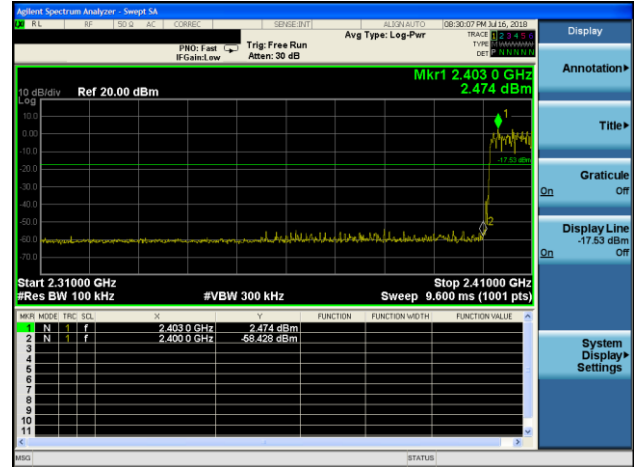 Agilent Spectrum Analyzer - Swept SA
RL RF 50 Ω AC CORREC SENSE:INT ALIGN AUTO 08:30:07 PM Jul 16, 2018
Avg Type: Log-Pwr
TRACE 1 2 3 4 5 6
TYPE M
DET P N N N N N
PNO: Fast
IFGain:Low
Trig: Free Run
Atten: 30 dB
Mkr1 2.403 0 GHz
2.474 dBm
10 dB/div
Log
Ref 20.00 dBm
10.0
0.00
-10.0
-20.0
-30.0
-40.0
-50.0
-60.0
-70.0
1
-17.53 dBm
2
Start 2.31000 GHz
Stop 2.41000 GHz
#Res BW 100 kHz
#VBW 300 kHz
Sweep 9.600 ms (1001 pts)
MKR MODE TRC SCL X Y FUNCTION FUNCTION WIDTH FUNCTION VALUE
1 N 1 f 2.403 0 GHz 2.474 dBm
2 N 1 f 2.400 0 GHz -58.428 dBm
3
4
5
6
7
8
9
10
11
MSG
STATUS
Display
Annotation
Title
Graticule
On Off
Display Line
-17.53 dBm
On Off
System
Display
Settings